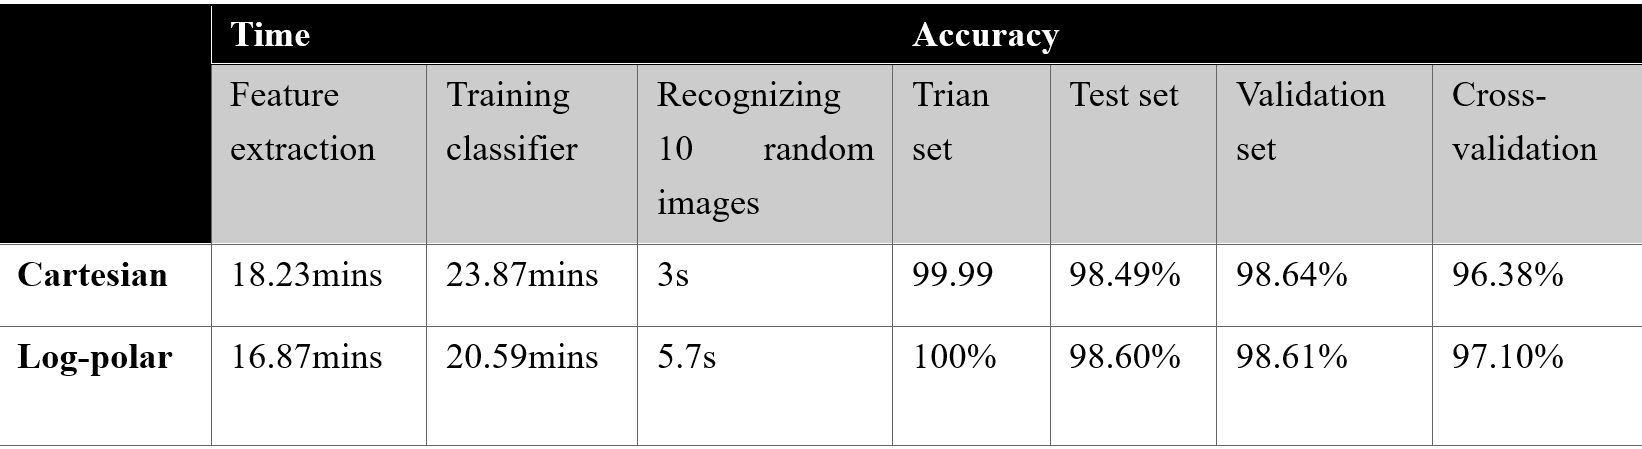 Time Accuracy
Feature extraction Training classifier Recognizing 10 random images Trian set Test set Validation set Cross-validation
Cartesian 18.23mins 23.87mins 3s 99.99 98.49% 98.64% 96.38%
Log-polar 16.87mins 20.59mins 5.7s 100% 98.60% 98.61% 97.10%